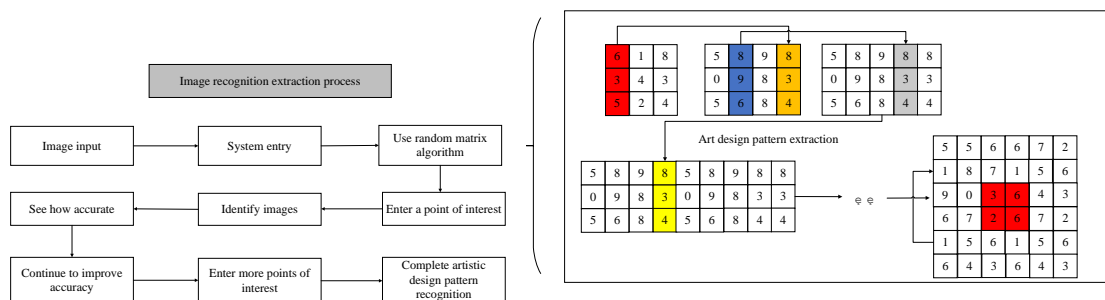 Image recognition extraction process
Image input
System entry
Use random matrix
algorithm
See how accurate
Identify images
Enter a point of interest
Continue to improve
accuracy
Enter more points of
interest
Complete artistic
design pattern
recognition
6 1 8
3 4 3
5 2 4
5 8 9 8
0 9 8 3
5 6 8 4
5 8 9 8 8
0 9 8 3 3
5 6 8 4 4
Art design pattern extraction
5 8 9 8 5 8 9 8 8
0 9 8 3 0 9 8 3 3
5 6 8 4 5 6 8 4 4
5 5 6 6 7 2
1 8 7 1 5 6
9 0 3 6 4 3
6 7 2 6 7 2
1 5 6 1 5 6
6 4 3 6 4 3